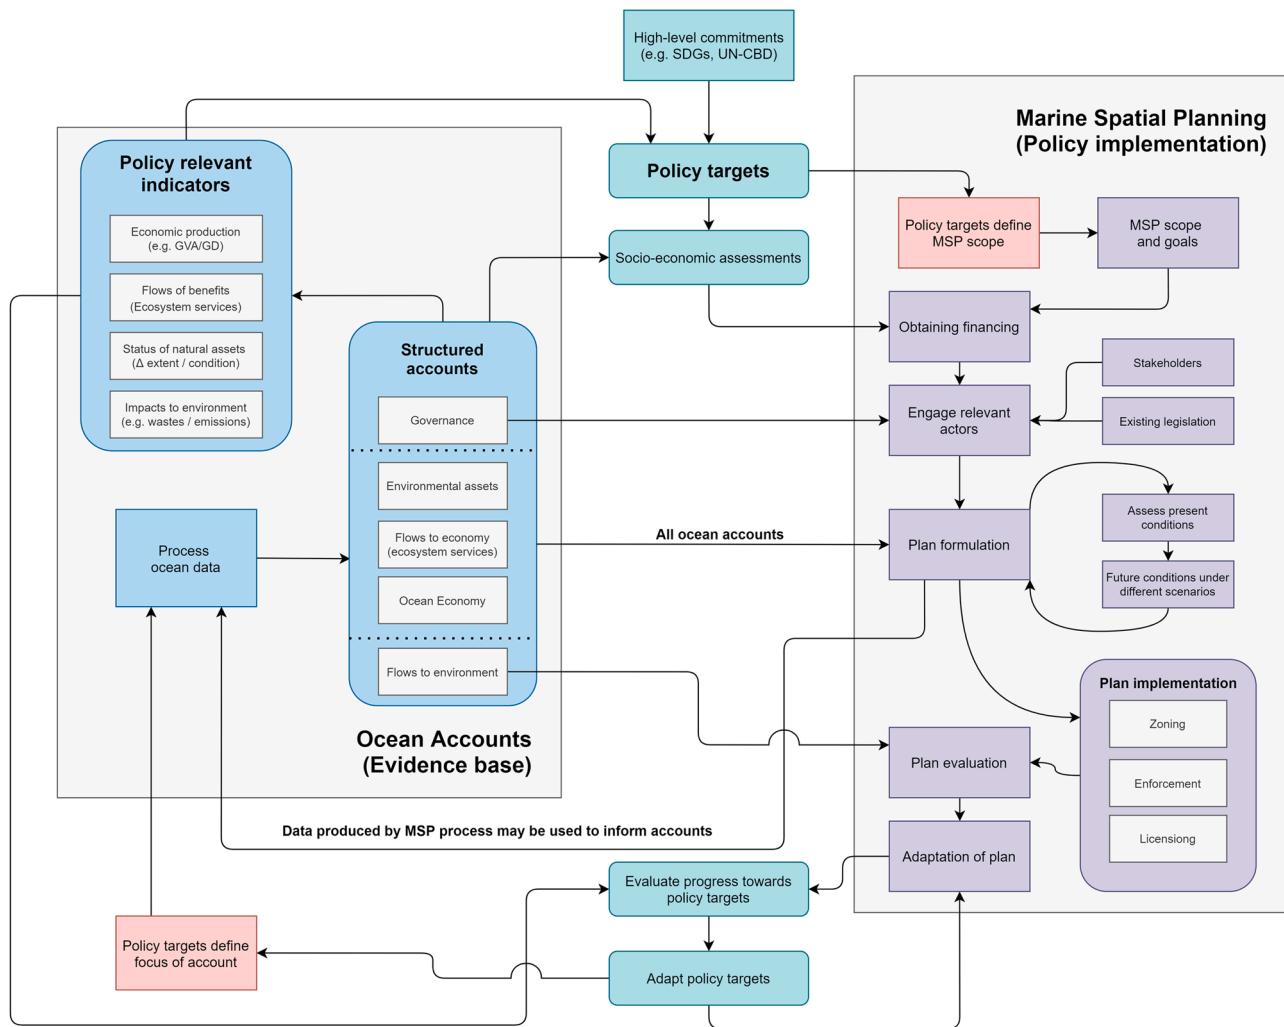 High-level commitments
(e.g. SDGs, UN-CBD)
Marine Spatial Planning
(Policy implementation)
Policy relevant
indicators
Economic production
(e.g. GVA/GD)
Flows of benefits
(Ecosystem services)
Status of natural assets
(Δ extent / condition)
Impacts to environment
(e.g. wastes / emissions)
Policy targets
Socio-economic assessments
Policy targets define
MSP scope
MSP scope
and goals
Obtaining financing
Stakeholders
Existing legislation
Engage relevant
actors
Structured
accounts
Governance
Environmental assets
Flows to economy
(ecosystem services)
Ocean Economy
Flows to environment
Process
ocean data
All ocean accounts
Plan formulation
Assess present
conditions
Future conditions under
different scenarios
Ocean Accounts
(Evidence base)
Plan implementation
Zoning
Enforcement
Licensiong
Plan evaluation
Data produced by MSP process may be used to inform accounts
Adaptation of plan
Evaluate progress towards
policy targets
Policy targets define
focus of account
Adapt policy targets